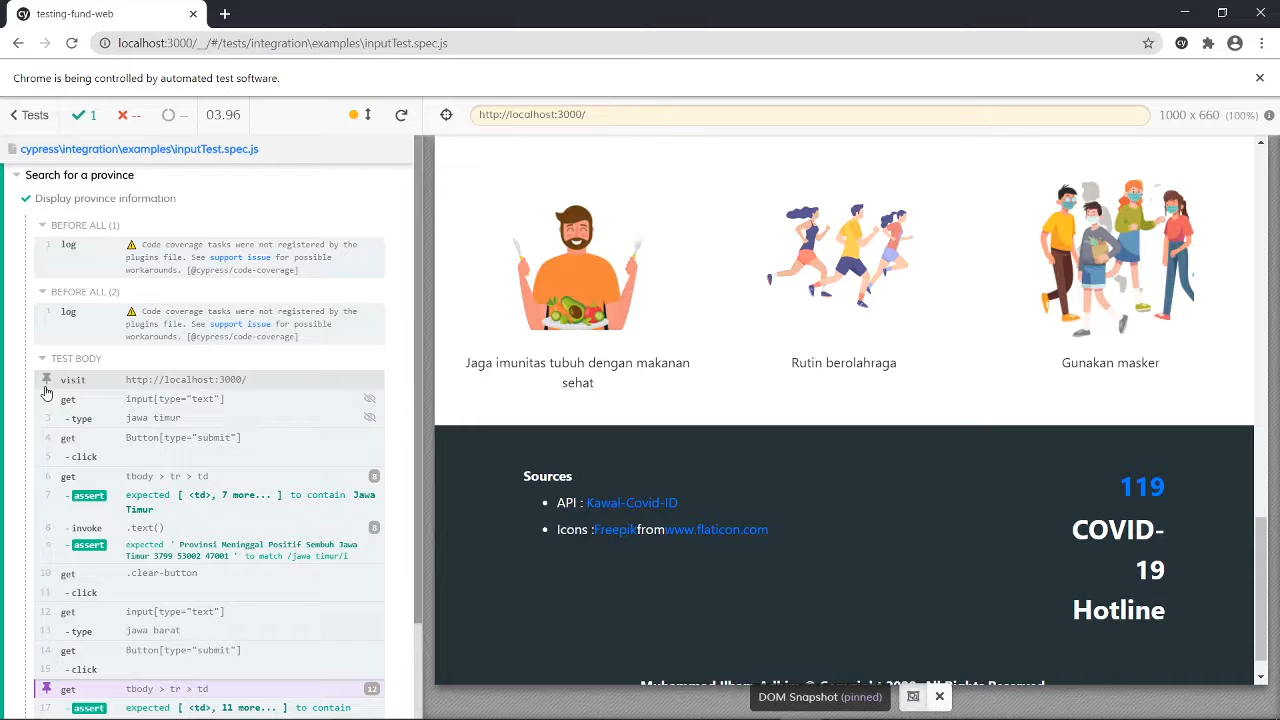 testing-fund-web
localhost:3000/__/#/tests/integration\examples\inputTest.spec.js
Chrome is being controlled by automated test software.
Tests
1
--
--
03.96
http://localhost:3000/
1000 x 660 (100%)
cypress\integration\examples\inputTest.spec.js
Search for a province
Display province information
BEFORE ALL (1)
1 log Code coverage tasks were not registered by the
plugins file. See support issue for possible
workarounds. [@cypress/code-coverage]
BEFORE ALL (2)
1 log Code coverage tasks were not registered by the
plugins file. See support issue for possible
workarounds. [@cypress/code-coverage]
TEST BODY
visit http://localhost:3000/
get input[type="text"]
3 -type jawa timur
4 get Button[type="submit"]
5 -click
6 get tbody > tr > td 8
7 -assert expected [ <td>, 7 more... ] to contain Jawa
Timur
8 -invoke .text() 8
9 -assert expected ' Provinsi Meninggal Positif Sembuh Jawa
Timur 3799 53002 47001 ' to match /jawa timur/i
10 get .clear-button
11 -click
12 get input[type="text"]
13 -type jawa barat
14 get Button[type="submit"]
15 -click
get tbody > tr > td 12
17 -assert expected [ <td>, 11 more... ] to contain
Jaga imunitas tubuh dengan makanan
sehat
Rutin berolahraga
Gunakan masker
Sources
API : Kawal-Covid-ID
Icons :Freepikfromwww.flaticon.com
119
COVID-
19
Hotline
DOM Snapshot (pinned)